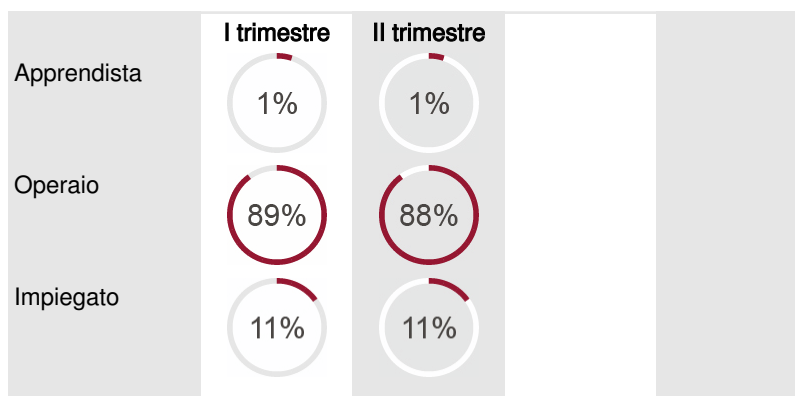 I trimestre II trimestre
Apprendista 1% 1%
Operaio 89% 88%
Impiegato 11% 11%